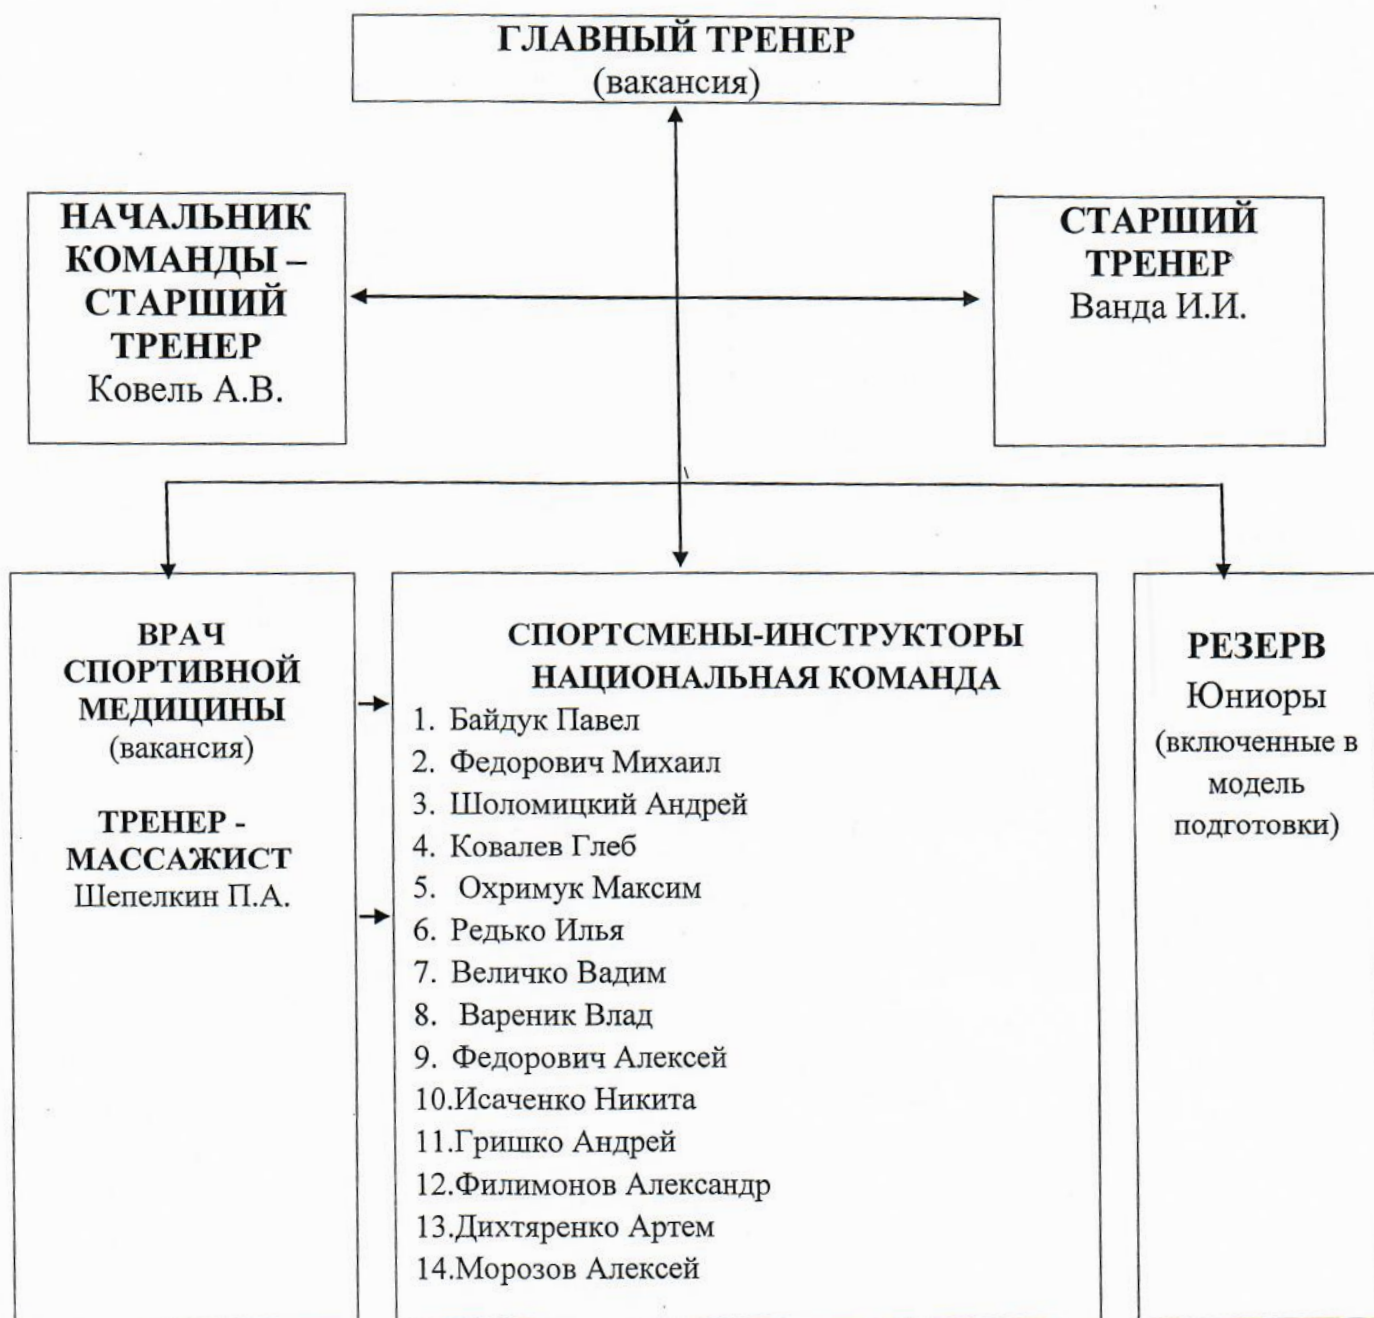 ГЛАВНЫЙ ТРЕНЕР
(вакансия)
НАЧАЛЬНИК
КОМАНДЫ –
СТАРШИЙ
ТРЕНЕР
Ковель А.В.
СТАРШИЙ
ТРЕНЕР
Ванда И.И.
ВРАЧ
СПОРТИВНОЙ
МЕДИЦИНЫ
(вакансия)
ТРЕНЕР -
МАССАЖИСТ
Шепелкин П.А.
СПОРТСМЕНЫ-ИНСТРУКТОРЫ
НАЦИОНАЛЬНАЯ КОМАНДА
1. Байдук Павел
2. Федорович Михаил
3. Шоломицкий Андрей
4. Ковалев Глеб
5. Охримук Максим
6. Редько Илья
7. Величко Вадим
8. Вареник Влад
9. Федорович Алексей
10.Исаченко Никита
11.Гришко Андрей
12.Филимонов Александр
13.Дихтяренко Артем
14.Морозов Алексей
РЕЗЕРВ
Юниоры
(включенные в
модель
подготовки)